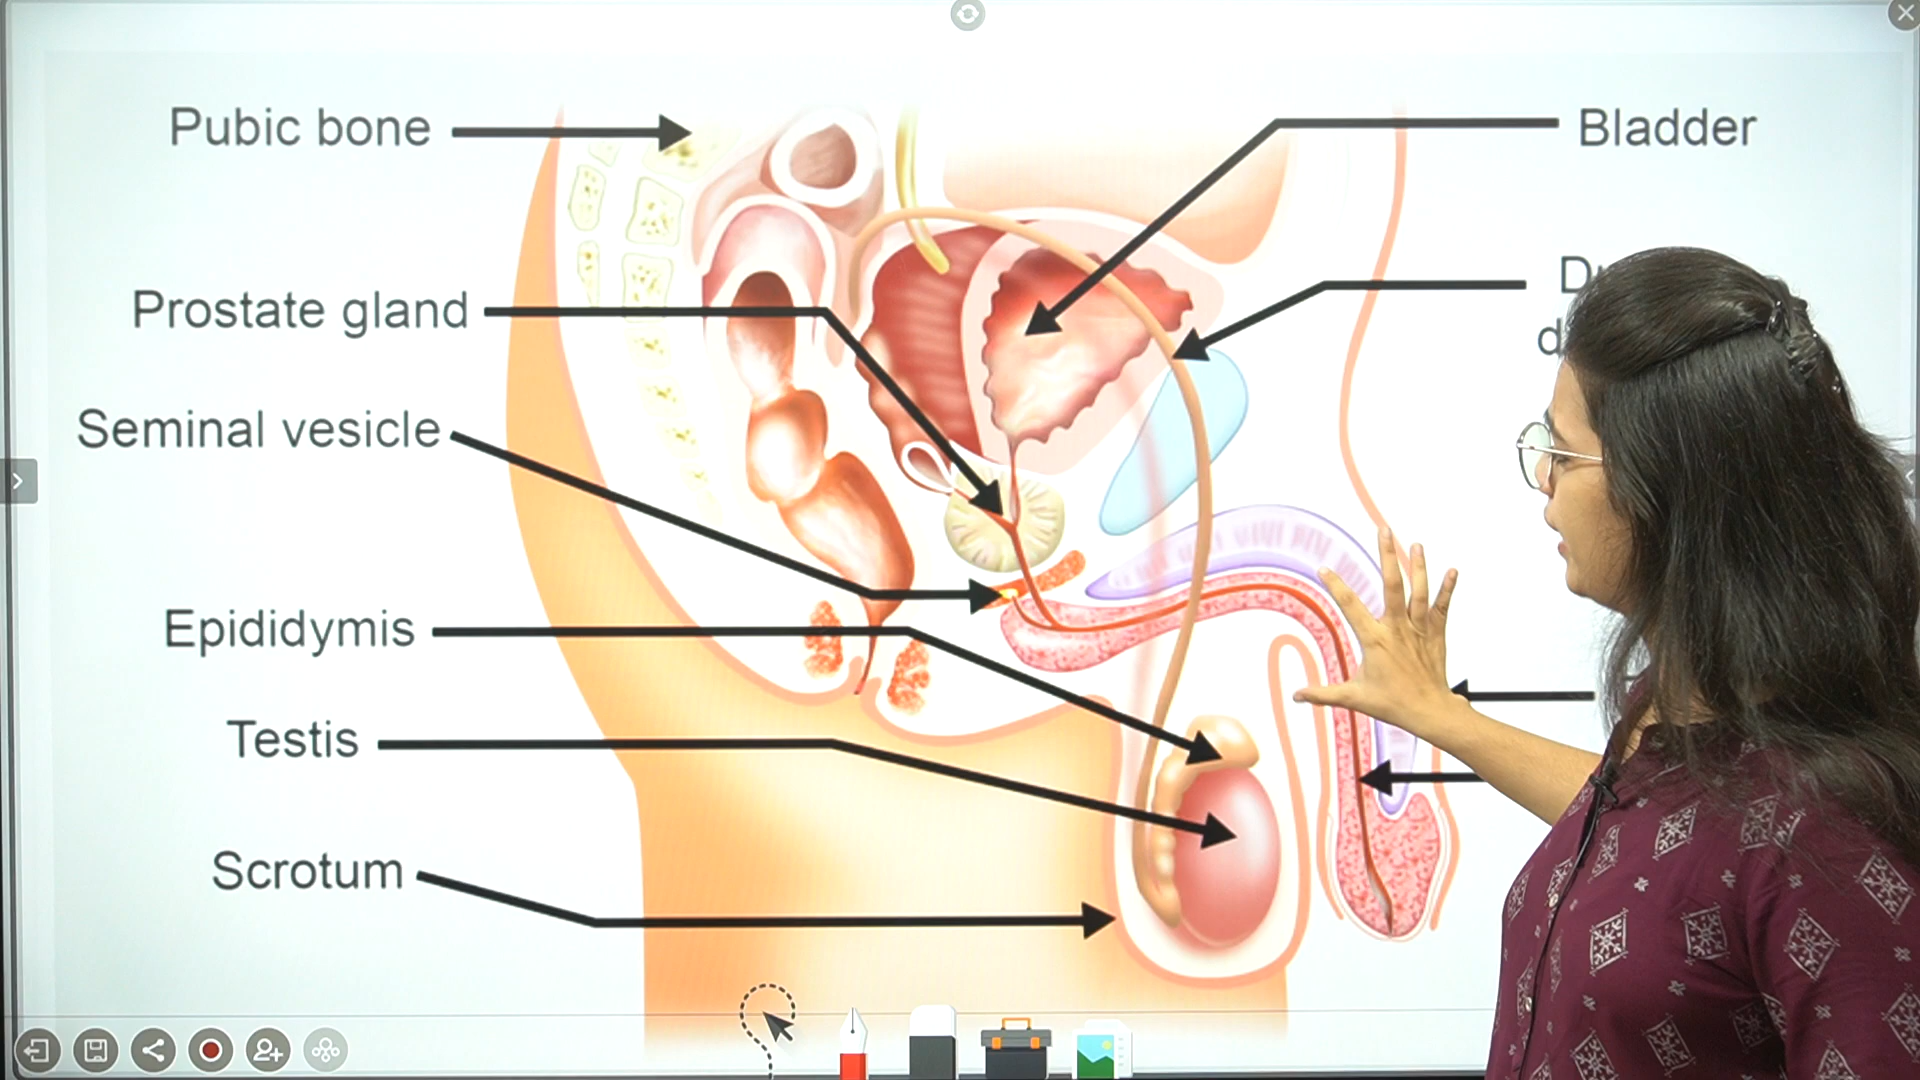 Pubic bone
Bladder
Prostate gland
Seminal vesicle
Epididymis
Testis
Scrotum